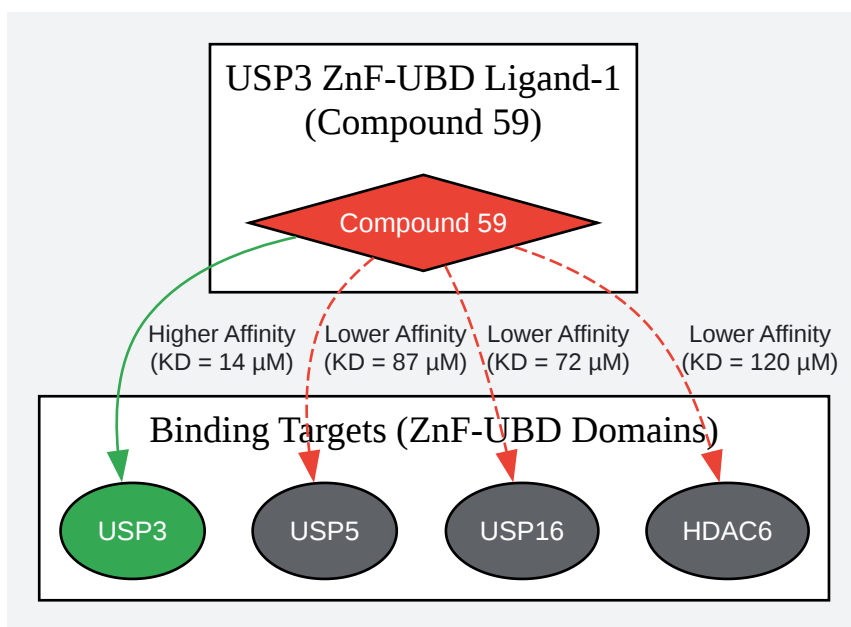 USP3 ZnF-UBD Ligand-1
(Compound 59)
Compound 59
Higher Affinity
(KD = 14 µM)
Lower Affinity
(KD = 87 µM)
Lower Affinity
(KD = 72 µM)
Lower Affinity
(KD = 120 µM)
Binding Targets (ZnF-UBD Domains)
USP3
USP5
USP16
HDAC6